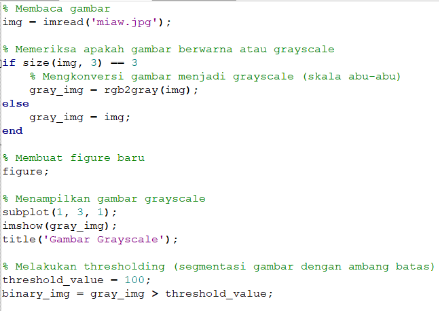 % Membaca gambar
img = imread('miaw.jpg');

% Memeriksa apakah gambar berwarna atau grayscale
if size(img, 3) == 3
    % Mengkonversi gambar menjadi grayscale (skala abu-abu)
    gray_img = rgb2gray(img);
else
    gray_img = img;
end

% Membuat figure baru
figure;

% Menampilkan gambar grayscale
subplot(1, 3, 1);
imshow(gray_img);
title('Gambar Grayscale');

% Melakukan thresholding (segmentasi gambar dengan ambang batas)
threshold_value = 100;
binary_img = gray_img > threshold_value;